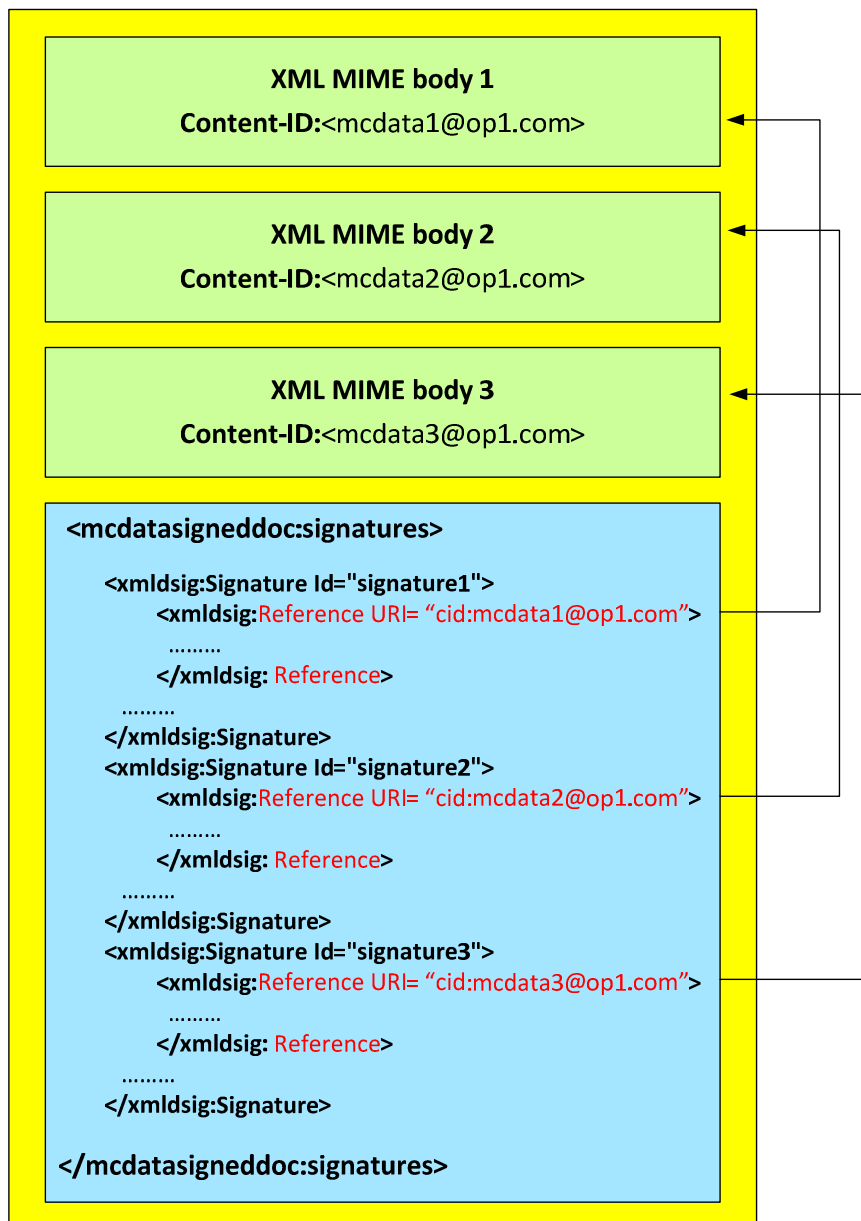 XML MIME body 1
Content-ID:<mcdata1@op1.com>
XML MIME body 2
Content-ID:<mcdata2@op1.com>
XML MIME body 3
Content-ID:<mcdata3@op1.com>
<mcdatasigneddoc:signatures>
<xmldsig:Signature Id="signature1">
<xmldsig:Reference URI= “cid:mcdata1@op1.com”>
………
</xmldsig: Reference>
………
</xmldsig:Signature>
<xmldsig:Signature Id="signature2">
<xmldsig:Reference URI= “cid:mcdata2@op1.com”>
………
</xmldsig: Reference>
………
</xmldsig:Signature>
<xmldsig:Signature Id="signature3">
<xmldsig:Reference URI= “cid:mcdata3@op1.com”>
………
</xmldsig: Reference>
………
</xmldsig:Signature>
</mcdatasigneddoc:signatures>